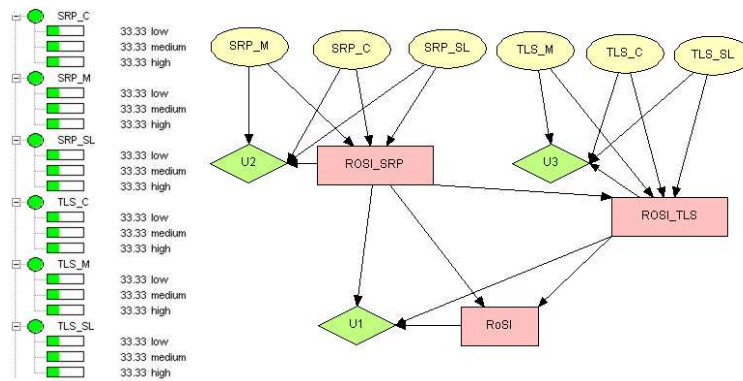 SRP_C
33.33 low
33.33 medium
33.33 high
SRP_M
33.33 low
33.33 medium
33.33 high
SRP_SL
33.33 low
33.33 medium
33.33 high
TLS_C
33.33 low
33.33 medium
33.33 high
TLS_M
33.33 low
33.33 medium
33.33 high
TLS_SL
33.33 low
33.33 medium
33.33 high
SRP_M SRP_C SRP_SL TLS_M TLS_C TLS_SL
U2 ROSI_SRP U3
ROSI_TLS
U1 RoSI